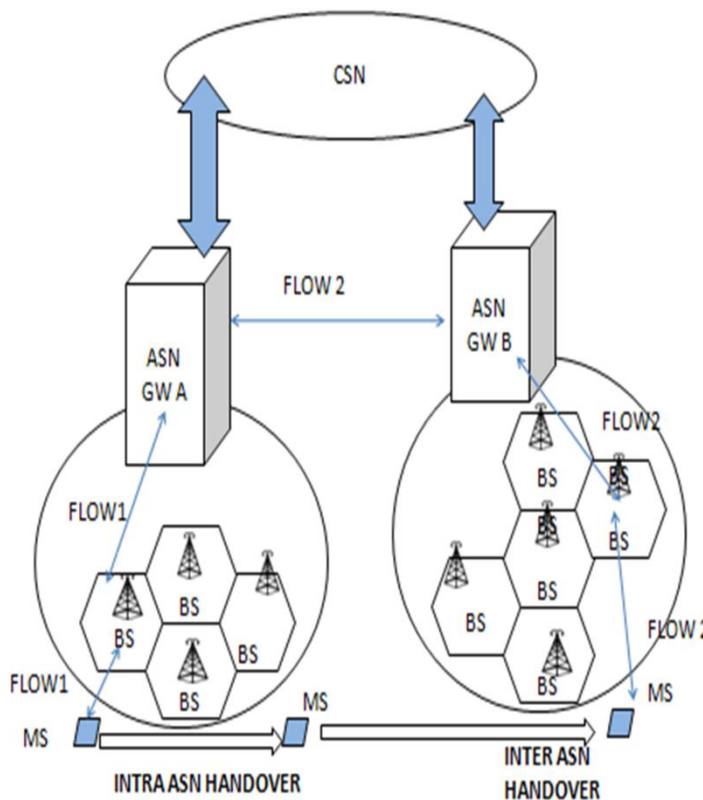 CSN
FLOW 2
ASN
GW A
ASN
GW B
FLOW2
BS
BS
BS
BS
BS
BS
BS
BS
FLOW1
BS
BS
BS
BS
FLOW1
FLOW 2
MS
MS
MS
INTRA ASN HANDOVER
INTER ASN
HANDOVER